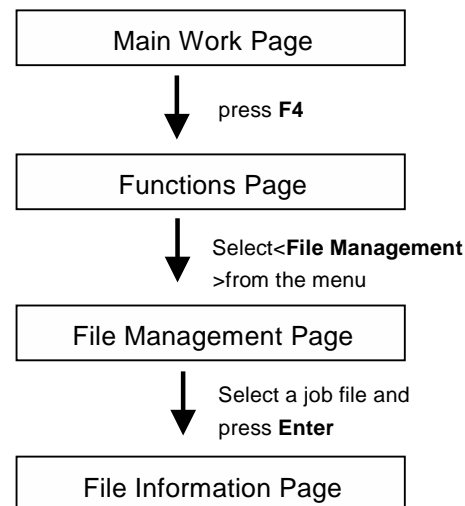 Main Work Page
press F4
Functions Page
Select<File Management
>from the menu
File Management Page
Select a job file and
press Enter
File Information Page